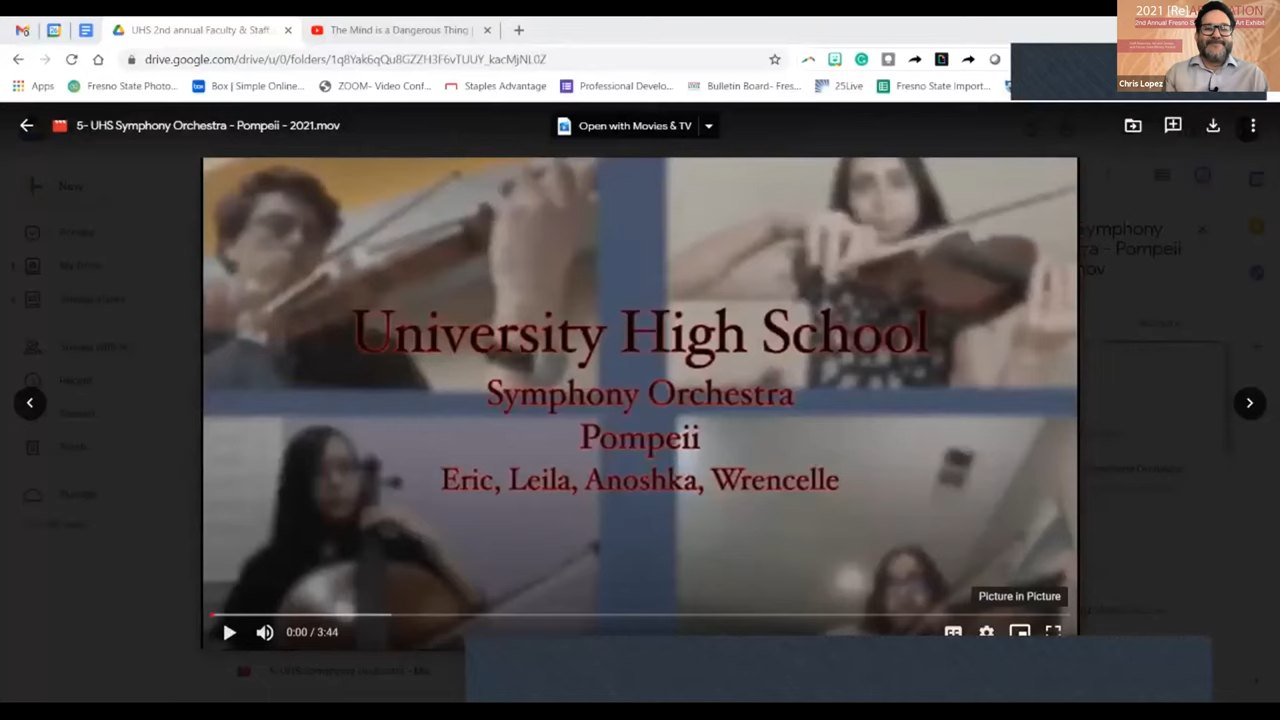 UHS 2nd annual Faculty & Staff
The Mind is a Dangerous Thing
drive.google.com/drive/u/0/folders/1q8Yak6qQu8GZZH3F6vTUUY_kacMjNL0Z
Apps
Fresno State Photo...
Box | Simple Online...
ZOOM- Video Conf...
Staples Advantage
Professional Develo...
Bulletin Board- Fres...
25Live
Fresno State Import...
2021 [Re]
2nd Annual Fresno
Art Exhibit
Chris Lopez
5- UHS Symphony Orchestra - Pompeii - 2021.mov
Open with Movies & TV
New
University High School
Symphony Orchestra
Pompeii
Eric, Leila, Anoshka, Wrencelle
Picture in Picture
0:00 / 3:44